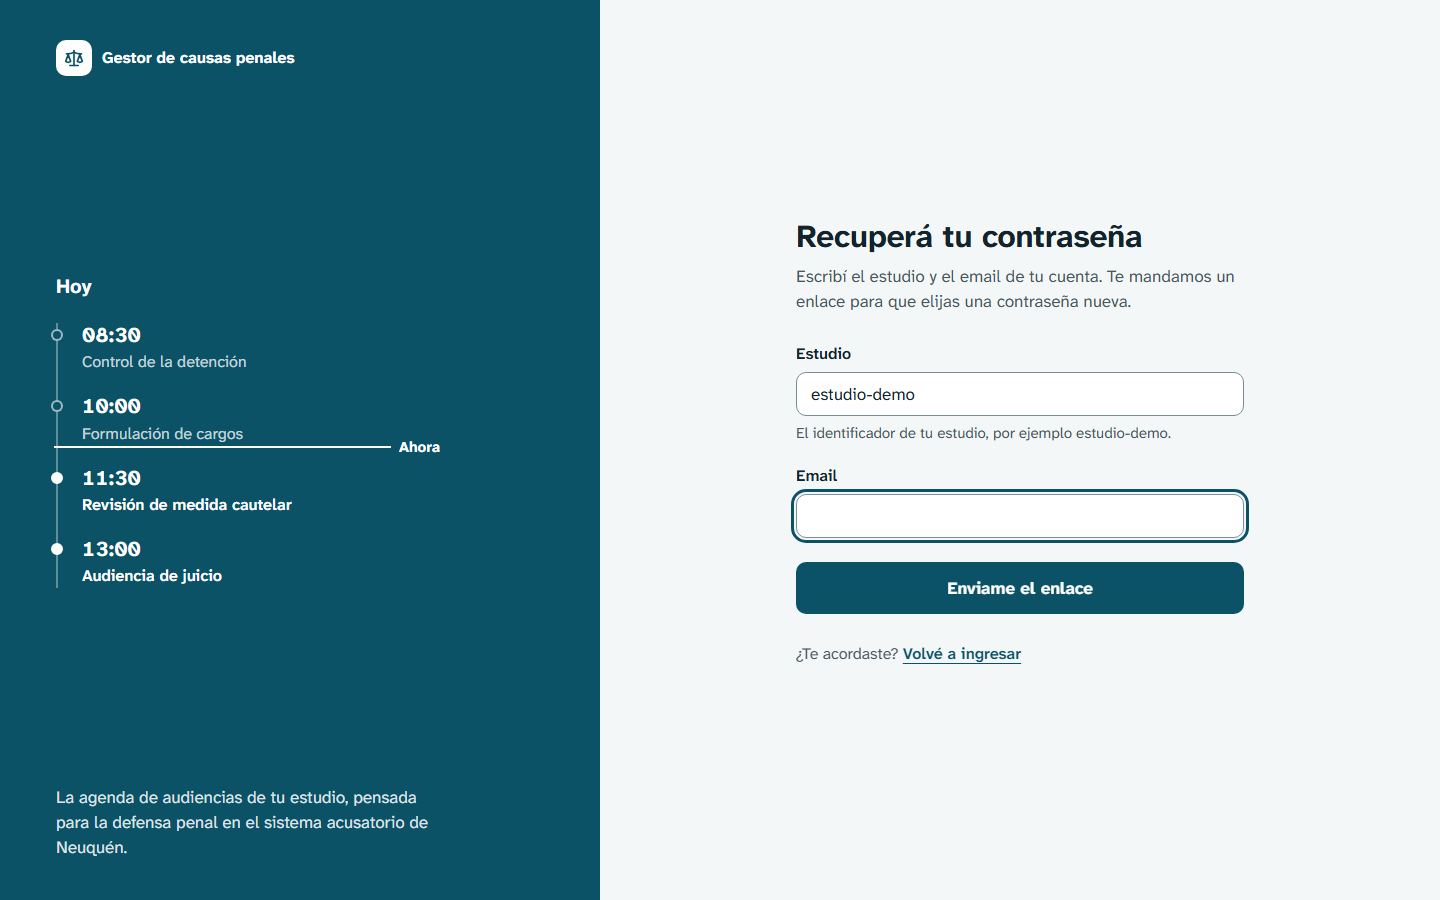 Gestor de causas penales
Hoy
08:30
Control de la detención
10:00
Formulación de cargos
Ahora
11:30
Revisión de medida cautelar
13:00
Audiencia de juicio
La agenda de audiencias de tu estudio, pensada
para la defensa penal en el sistema acusatorio de
Neuquén.
Recuperá tu contraseña
Escribí el estudio y el email de tu cuenta. Te mandamos un
enlace para que elijas una contraseña nueva.
Estudio
estudio-demo
El identificador de tu estudio, por ejemplo estudio-demo.
Email
Enviame el enlace
¿Te acordaste? Volvé a ingresar